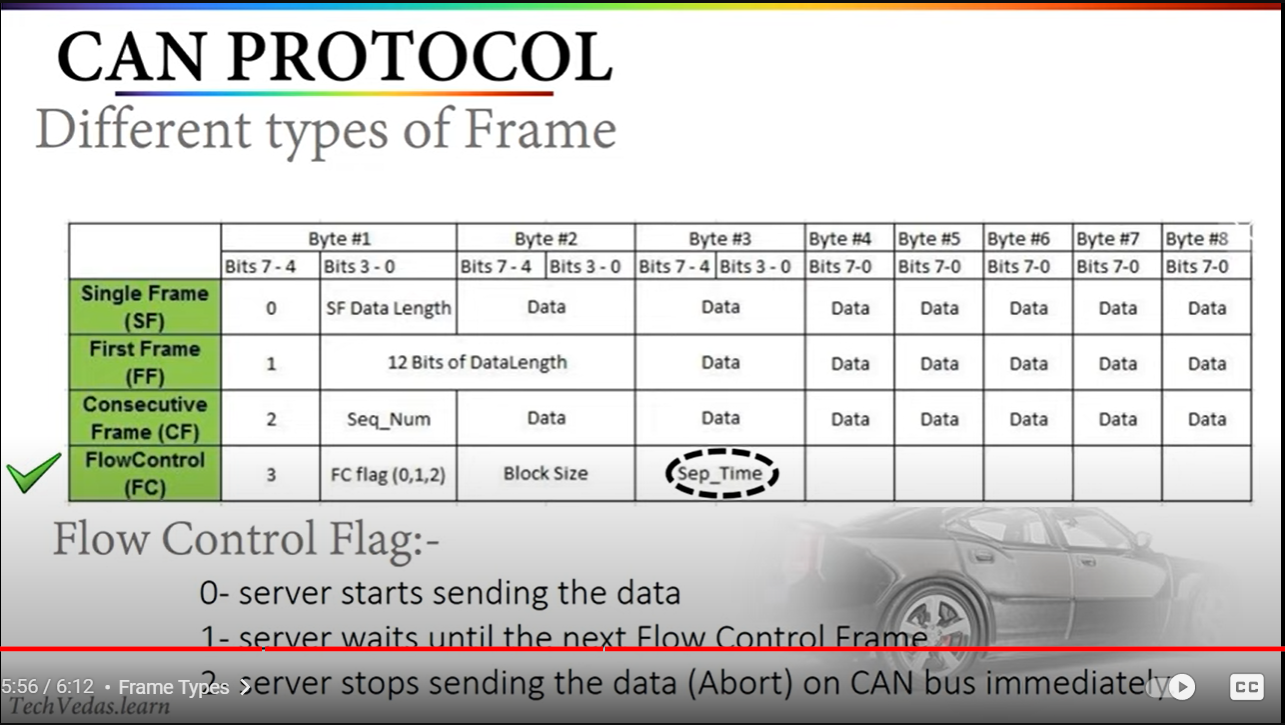 CAN PROTOCOL
Different types of Frame
Byte #1 Byte #2 Byte #3 Byte #4 Byte #5 Byte #6 Byte #7 Byte #8
Bits 7 - 4 Bits 3 - 0 Bits 7 - 4 Bits 3 - 0 Bits 7 - 4 Bits 3 - 0 Bits 7-0 Bits 7-0 Bits 7-0 Bits 7-0 Bits 7-0
Single Frame
(SF) 0 SF Data Length Data Data Data Data Data Data Data
First Frame
(FF) 1 12 Bits of DataLength Data Data Data Data Data Data
Consecutive
Frame (CF) 2 Seq_Num Data Data Data Data Data Data Data
FlowControl
(FC) 3 FC flag (0,1,2) Block Size Sep_Time
Flow Control Flag:-
0- server starts sending the data
1- server waits until the next Flow Control Frame
2- server stops sending the data (Abort) on CAN bus immediately
5:56 / 6:12 • Frame Types >
CC
TechVedas.learn